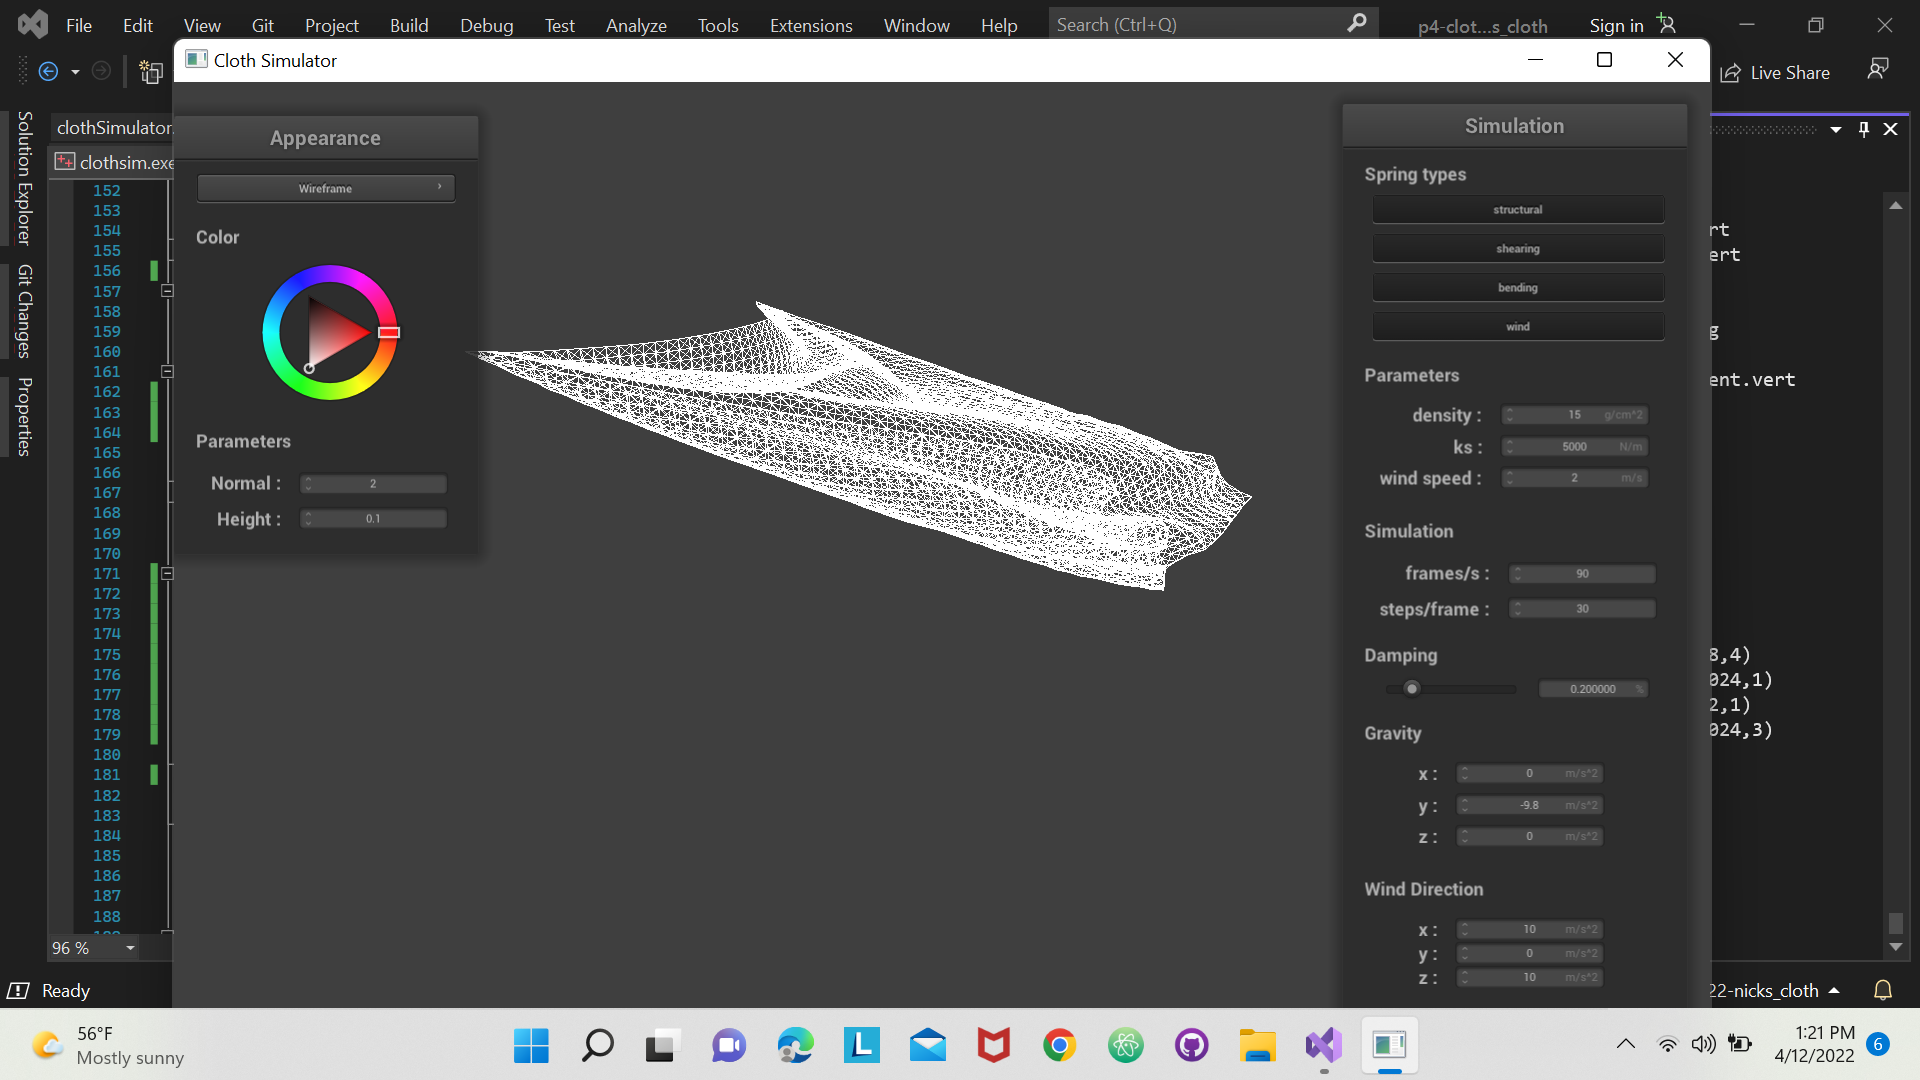 File Edit View Git Project Build Debug Test Analyze Tools Extensions Window Help Search (Ctrl+Q) p4-clot...s_cloth Sign in
Cloth Simulator
Live Share
Solution Explorer
Git Changes
Properties
clothSimulator.
clothsim.exe
152
153
154
155
156
157
158
159
160
161
162
163
164
165
166
167
168
169
170
171
172
173
174
175
176
177
178
179
180
181
182
183
184
185
186
187
188
96 %
Appearance
Wireframe
Color
Parameters
Normal : 2
Height : 0.1
Simulation
Spring types
structural
shearing
bending
wind
Parameters
density : 15 g/cm^2
ks : 5000 N/m
wind speed : 2 m/s
Simulation
frames/s : 90
steps/frame : 30
Damping
0.200000 %
Gravity
x : 0 m/s^2
y : -9.8 m/s^2
z : 0 m/s^2
Wind Direction
x : 10 m/s^2
y : 0 m/s^2
z : 10 m/s^2
rt
ert
g
ent.vert
8,4)
024,1)
2,1)
024,3)
Ready
22-nicks_cloth
56°F
Mostly sunny
L
1:21 PM
4/12/2022
6